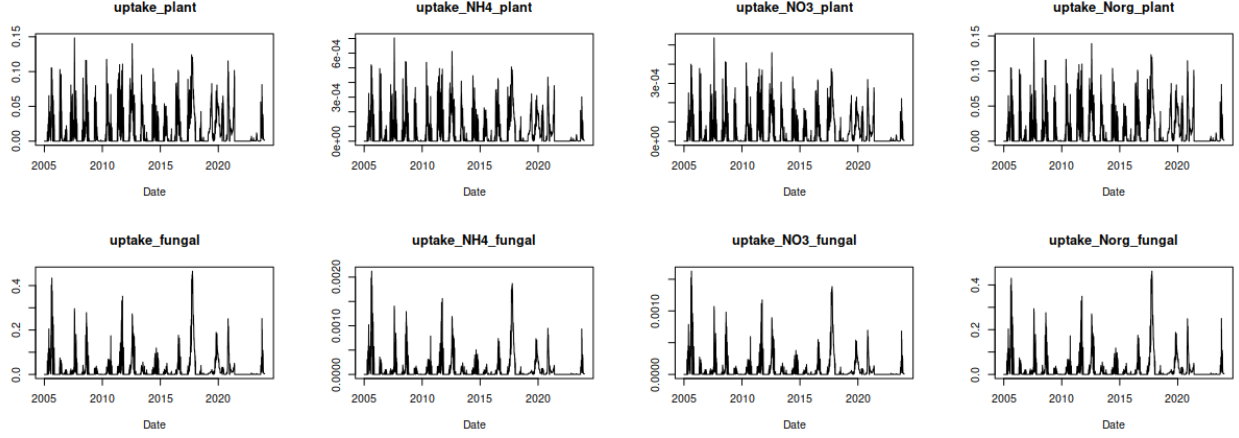 uptake_plant uptake_NH4_plant uptake_NO3_plant uptake_Norg_plant
0.00 0.05 0.10 0.15
0e+00 3e-04 6e-04
0e+00 3e-04
0.00 0.05 0.10 0.15
2005 2010 2015 2020 2005 2010 2015 2020 2005 2010 2015 2020 2005 2010 2015 2020
Date Date Date Date
uptake_fungal uptake_NH4_fungal uptake_NO3_fungal uptake_Norg_fungal
0.0 0.2 0.4
0.0000 0.0010 0.0020
0.0000 0.0010
0.0 0.2 0.4
2005 2010 2015 2020 2005 2010 2015 2020 2005 2010 2015 2020 2005 2010 2015 2020
Date Date Date Date